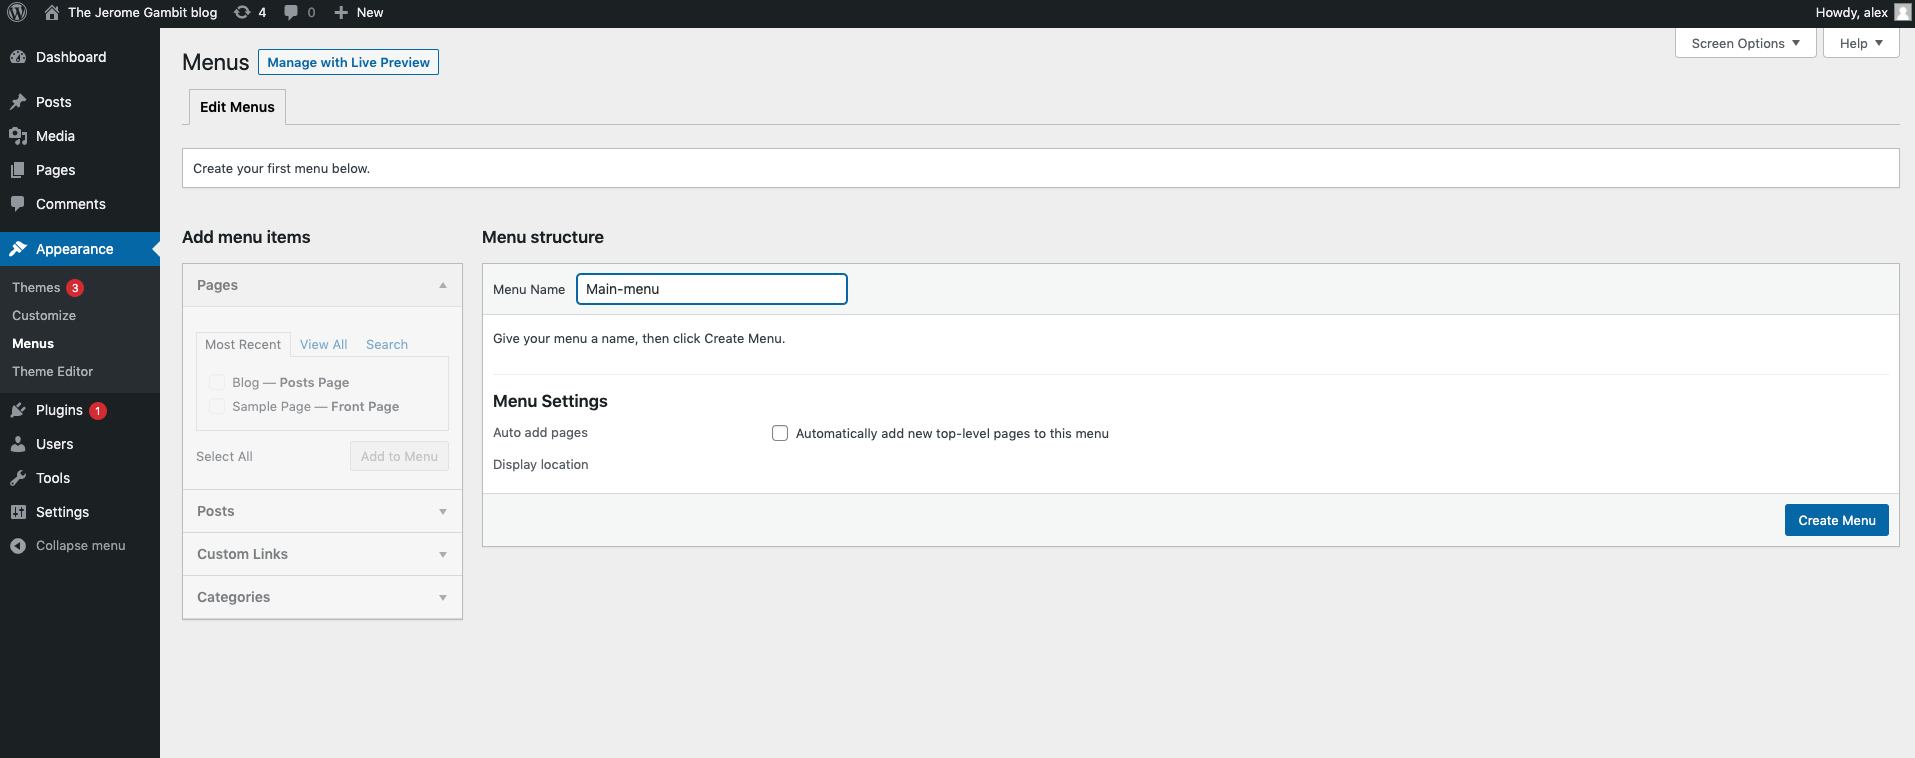 The Jerome Gambit blog 4 0 New Howdy, alex
Screen Options Help
Dashboard
Posts
Media
Pages
Comments
Appearance
Themes 3
Customize
Menus
Theme Editor
Plugins 1
Users
Tools
Settings
Collapse menu
Menus Manage with Live Preview
Edit Menus
Create your first menu below.
Add menu items
Pages
Most Recent View All Search
Blog — Posts Page
Sample Page — Front Page
Select All Add to Menu
Posts
Custom Links
Categories
Menu structure
Menu Name Main-menu
Give your menu a name, then click Create Menu.
Menu Settings
Auto add pages Automatically add new top-level pages to this menu
Display location
Create Menu